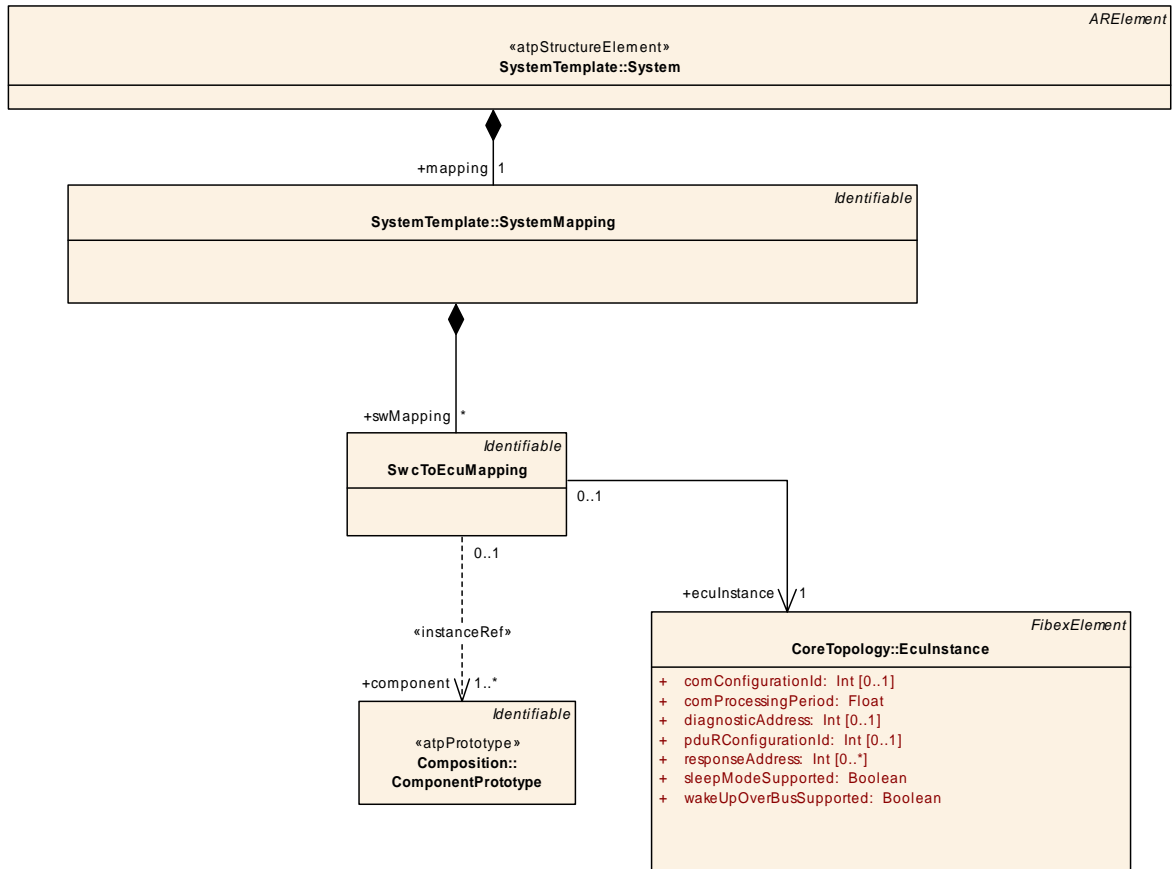 ARElement
«atpStructureElement»
SystemTemplate::System
+mapping 1
Identifiable
SystemTemplate::SystemMapping
+swMapping *
Identifiable
SwcToEcuMapping
0..1
0..1
+ecuInstance 1
«instanceRef»
+component 1..*
Identifiable
«atpPrototype»
Composition::
ComponentPrototype
FibexElement
CoreTopology::EcuInstance
+ comConfigurationId: Int [0..1]
+ comProcessingPeriod: Float
+ diagnosticAddress: Int [0..1]
+ pduRConfigurationId: Int [0..1]
+ responseAddress: Int [0..*]
+ sleepModeSupported: Boolean
+ wakeUpOverBusSupported: Boolean